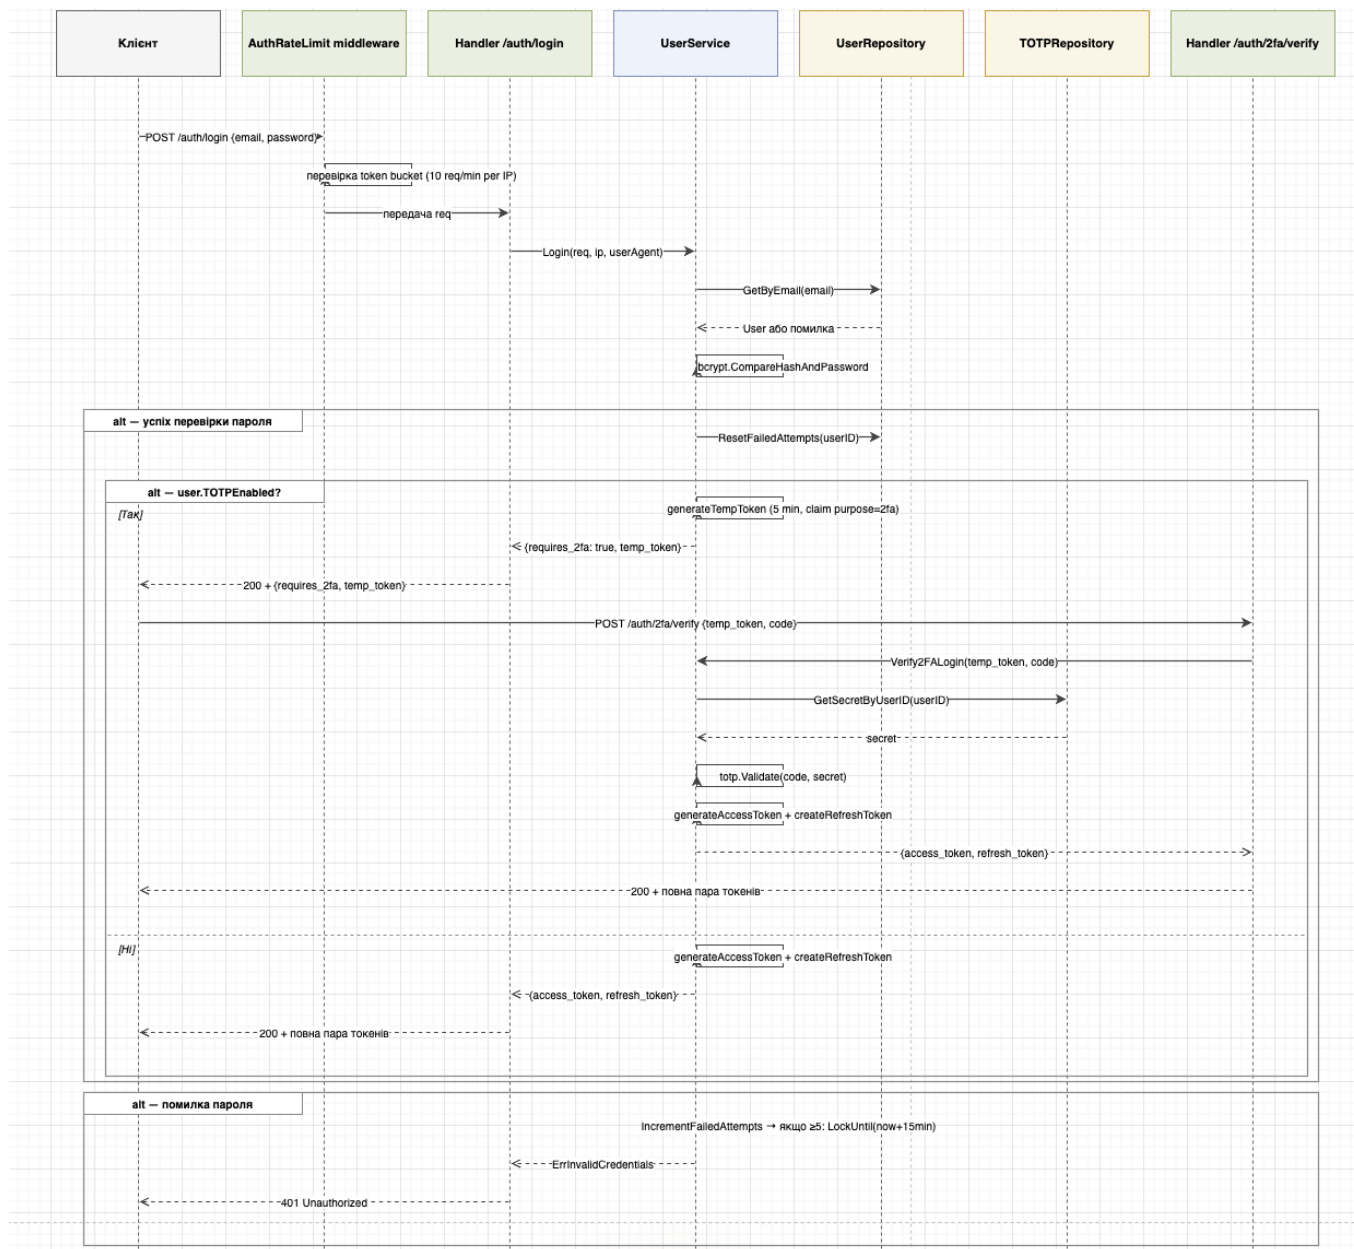 Клієнт
AuthRateLimit middleware
Handler /auth/login
UserService
UserRepository
TOTPRepository
Handler /auth/2fa/verify
POST /auth/login {email, password}
перевірка token bucket (10 req/min per IP)
передача req
Login(req, ip, userAgent)
GetByEmail(email)
User або помилка
bcrypt.CompareHashAndPassword
alt — успіх перевірки пароля
ResetFailedAttempts(userID)
alt — user.TOTPEnabled?
[Так]
generateTempToken (5 min, claim purpose=2fa)
{requires_2fa: true, temp_token}
200 + {requires_2fa, temp_token}
POST /auth/2fa/verify {temp_token, code}
Verify2FALogin(temp_token, code)
GetSecretByUserID(userID)
secret
totp.Validate(code, secret)
generateAccessToken + createRefreshToken
{access_token, refresh_token}
200 + повна пара токенів
[Ні]
generateAccessToken + createRefreshToken
{access_token, refresh_token}
200 + повна пара токенів
alt — помилка пароля
IncrementFailedAttempts → якщо ≥5: LockUntil(now+15min)
ErrInvalidCredentials
401 Unauthorized